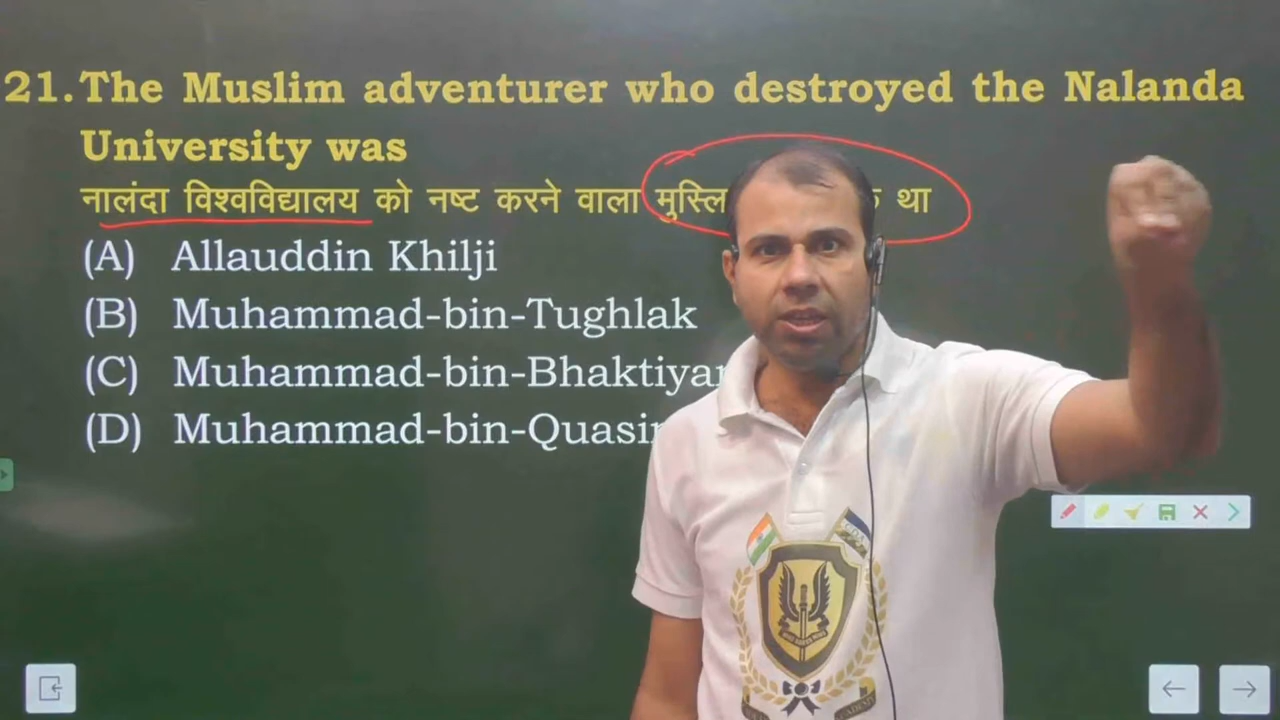 21. The Muslim adventurer who destroyed the Nalanda
University was
नालंदा विश्वविद्यालय को नष्ट करने वाला था
(A) Allauddin Khilji
(B) Muhammad-bin-Tughlak
(C) Muhammad-bin-Bhaktiyar
(D)